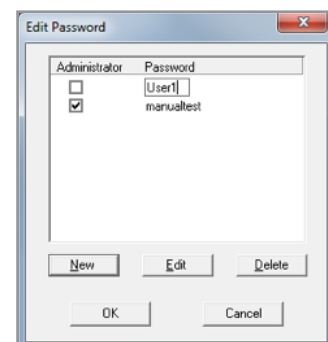 Edit Password
Administrator Password
User1
manualtest
New Edit Delete
OK Cancel